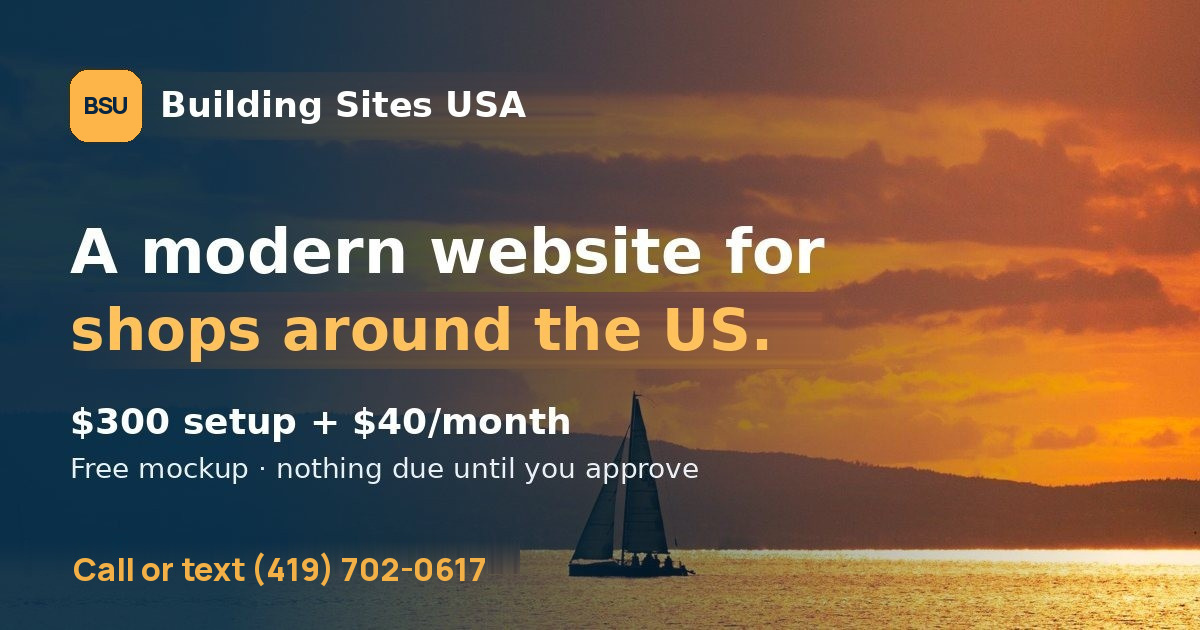 BSU
Building Sites USA
A modern website for
shops around the US.
$300 setup + $40/month
Free mockup · nothing due until you approve
Call or text (419) 702-0617